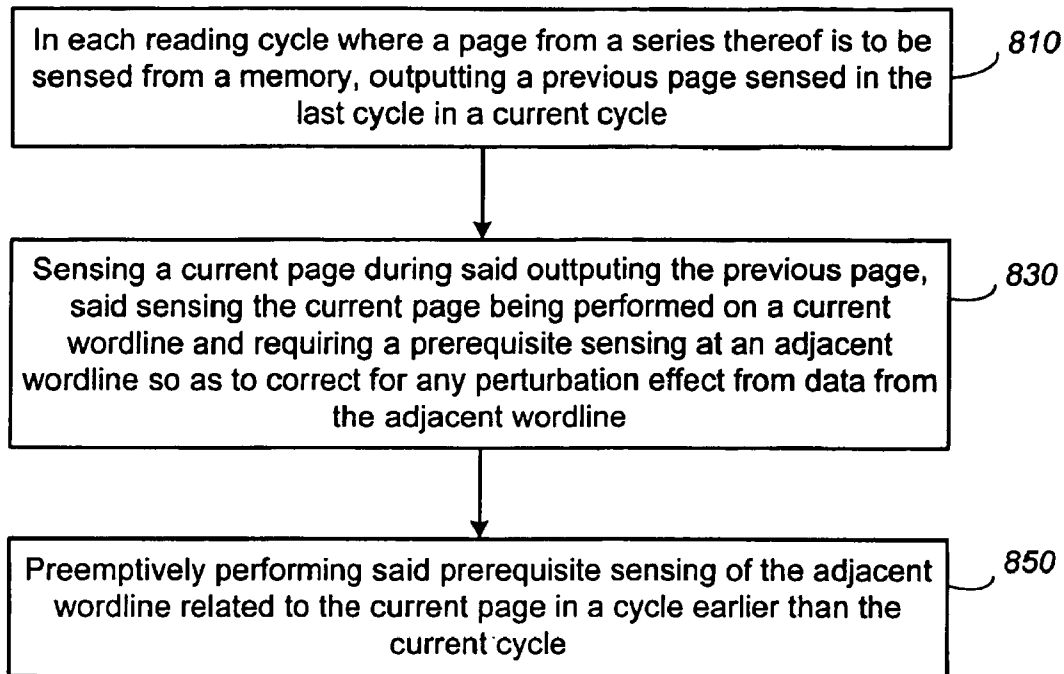 In each reading cycle where a page from a series thereof is to be
sensed from a memory, outputting a previous page sensed in the
last cycle in a current cycle
810
Sensing a current page during said outtputing the previous page,
said sensing the current page being performed on a current
wordline and requiring a prerequisite sensing at an adjacent
wordline so as to correct for any perturbation effect from data from
the adjacent wordline
830
Preemptively performing said prerequisite sensing of the adjacent
wordline related to the current page in a cycle earlier than the
current cycle
850